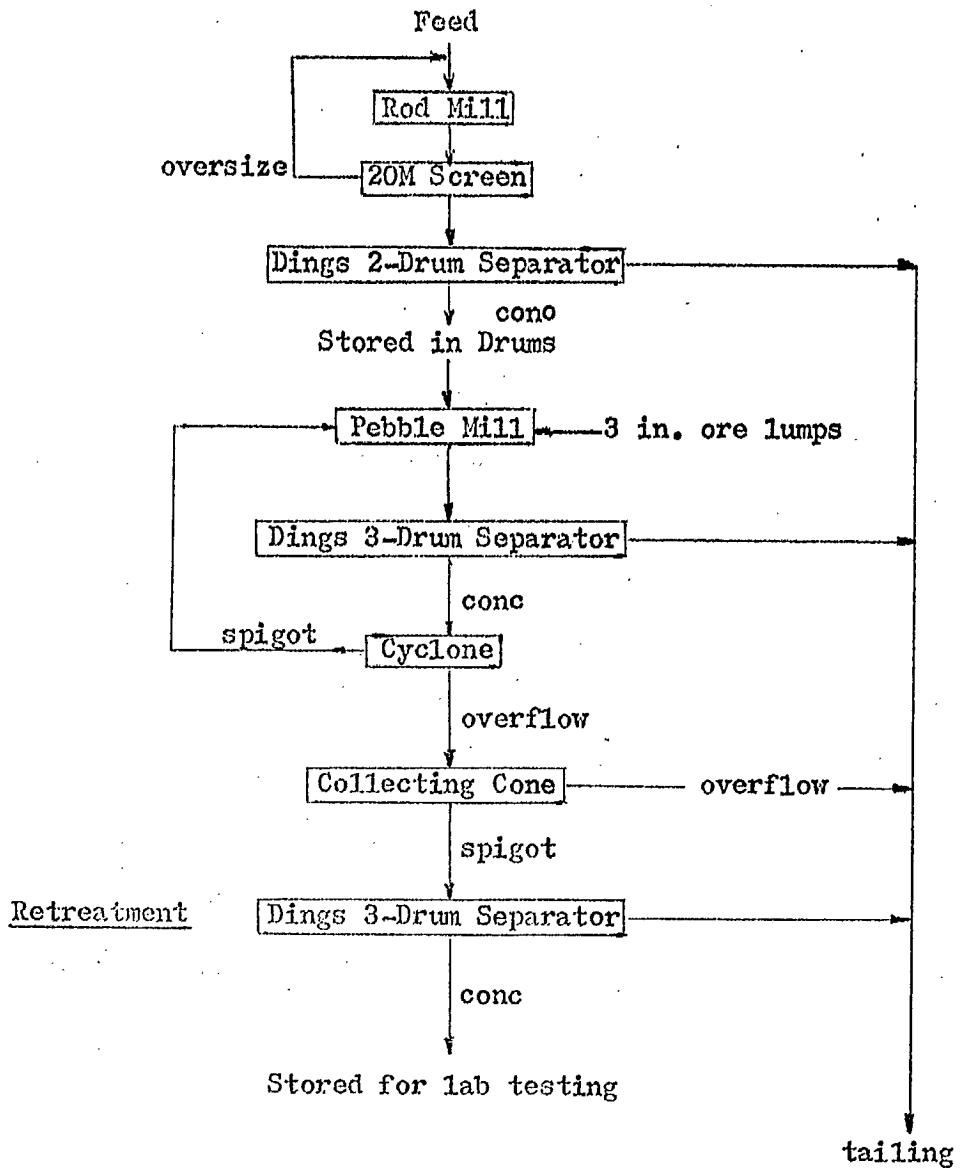 Feed
Rod Mill
oversize
20M Screen
Dings 2-Drum Separator
cono
Stored in Drums
Pebble Mill
3 in. ore lumps
Dings 3-Drum Separator
conc
spigot
Cyclone
overflow
Collecting Cone
overflow
spigot
Retreatment
Dings 3-Drum Separator
conc
Stored for lab testing
tailing